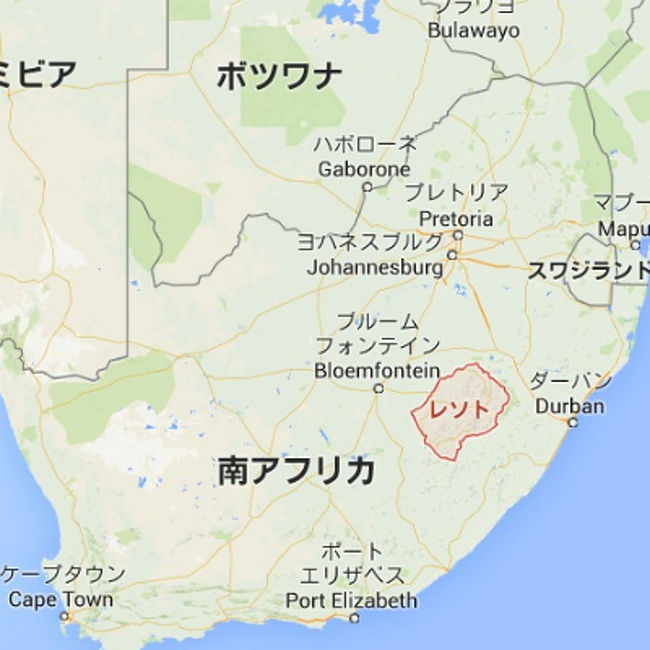 Bulawayo
ミビア
ボツワナ
ハボローネ
Gaborone
プレトリア
Pretoria
マプー
Mapu
ヨハネスブルグ
Johannesburg
スワジランド
ブルーム
フォンテイン
Bloemfontein
レソト
ダーバン
Durban
南アフリカ
ポート
エリザベス
Port Elizabeth
ケープタウン
Cape Town